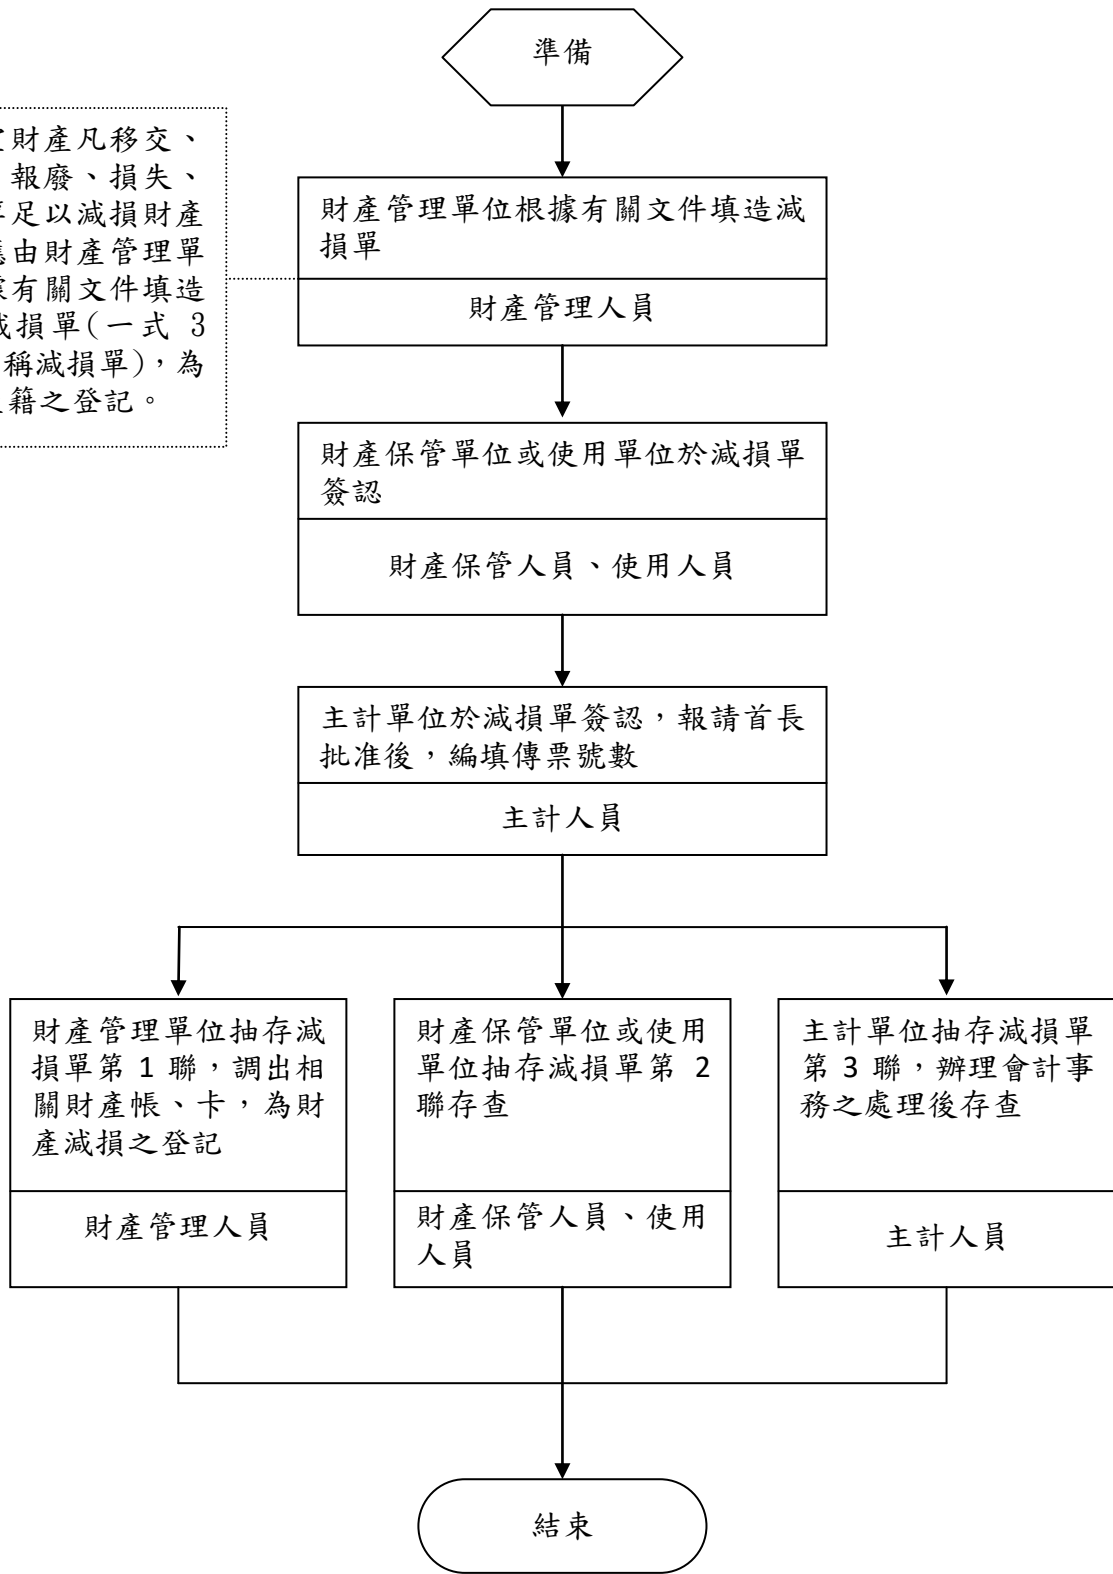 準備
財產凡移交、
報廢、損失、
足以減損財產
由財產管理單
有關文件填造
減損單(一式 3
稱減損單)，為
籍之登記。
財產管理單位根據有關文件填造減
損單
財產管理人員
財產保管單位或使用單位於減損單
簽認
財產保管人員、使用人員
主計單位於減損單簽認，報請首長
批准後，編填傳票號數
主計人員
財產管理單位抽存減
損單第 1 聯，調出相
關財產帳、卡，為財
產減損之登記
財產管理人員
財產保管單位或使用
單位抽存減損單第 2
聯存查
財產保管人員、使用
人員
主計單位抽存減損單
第 3 聯，辦理會計事
務之處理後存查
主計人員
結束